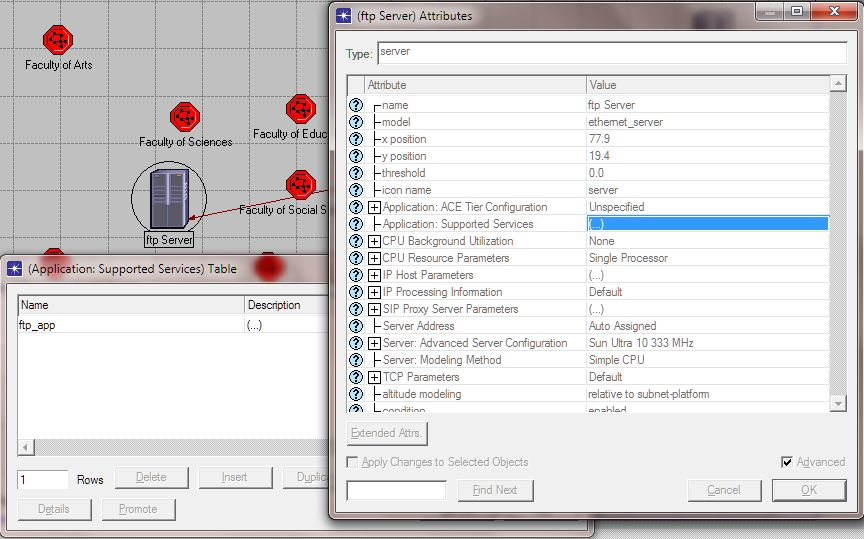 Faculty of Arts
Faculty of Sciences
Faculty of Educ
Faculty of Social S
ftp Server
(Application: Supported Services) Table
Name Description
ftp_app (...)
1 Rows Delete Insert Duplic
Details Promote
(ftp Server) Attributes
Type: server
Attribute Value
name ftp Server
model ethernet_server
x position 77.9
y position 19.4
threshold 0.0
icon name server
Application: ACE Tier Configuration Unspecified
Application: Supported Services (...)
CPU Background Utilization None
CPU Resource Parameters Single Processor
IP Host Parameters (...)
IP Processing Information Default
SIP Proxy Server Parameters (...)
Server Address Auto Assigned
Server: Advanced Server Configuration Sun Ultra 10 333 MHz
Server: Modeling Method Simple CPU
TCP Parameters Default
altitude modeling relative to subnet-platform
condition enabled
Extended Attrs.
Apply Changes to Selected Objects Advanced
Find Next Cancel OK